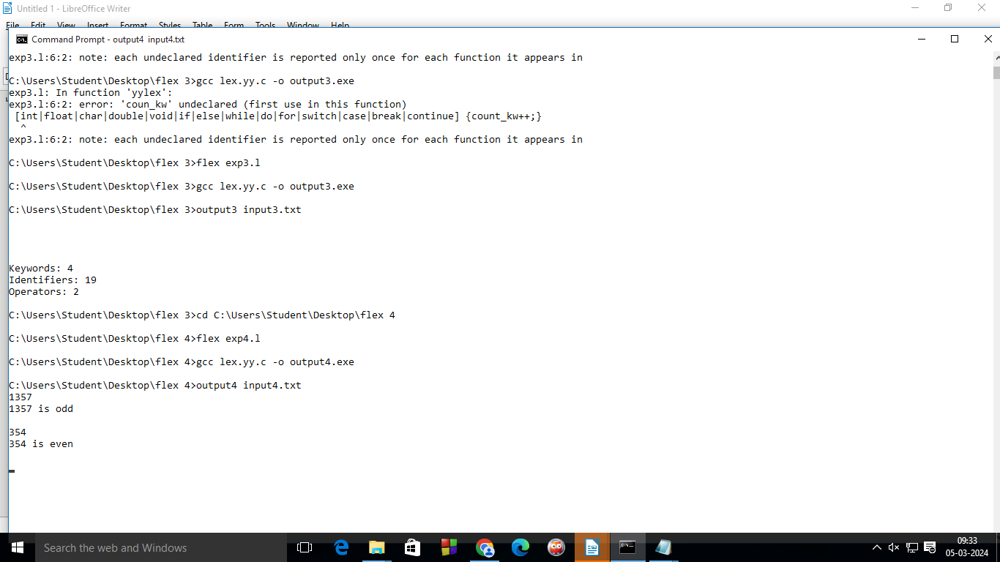 Untitled 1 - LibreOffice Writer
File Edit View Insert Format Styles Table Form Tools Window Help
Command Prompt - output4 input4.txt
exp3.l:6:2: note: each undeclared identifier is reported only once for each function it appears in
C:\Users\Student\Desktop\flex 3>gcc lex.yy.c -o output3.exe
exp3.l: In function 'yylex':
exp3.l:6:2: error: 'coun_kw' undeclared (first use in this function)
[int|float|char|double|void|if|else|while|do|for|switch|case|break|continue] {count_kw++;}
^
exp3.l:6:2: note: each undeclared identifier is reported only once for each function it appears in
C:\Users\Student\Desktop\flex 3>flex exp3.l
C:\Users\Student\Desktop\flex 3>gcc lex.yy.c -o output3.exe
C:\Users\Student\Desktop\flex 3>output3 input3.txt
Keywords: 4
Identifiers: 19
Operators: 2
C:\Users\Student\Desktop\flex 3>cd C:\Users\Student\Desktop\flex 4
C:\Users\Student\Desktop\flex 4>flex exp4.l
C:\Users\Student\Desktop\flex 4>gcc lex.yy.c -o output4.exe
C:\Users\Student\Desktop\flex 4>output4 input4.txt
1357
1357 is odd
354
354 is even
Search the web and Windows
09:33
05-03-2024